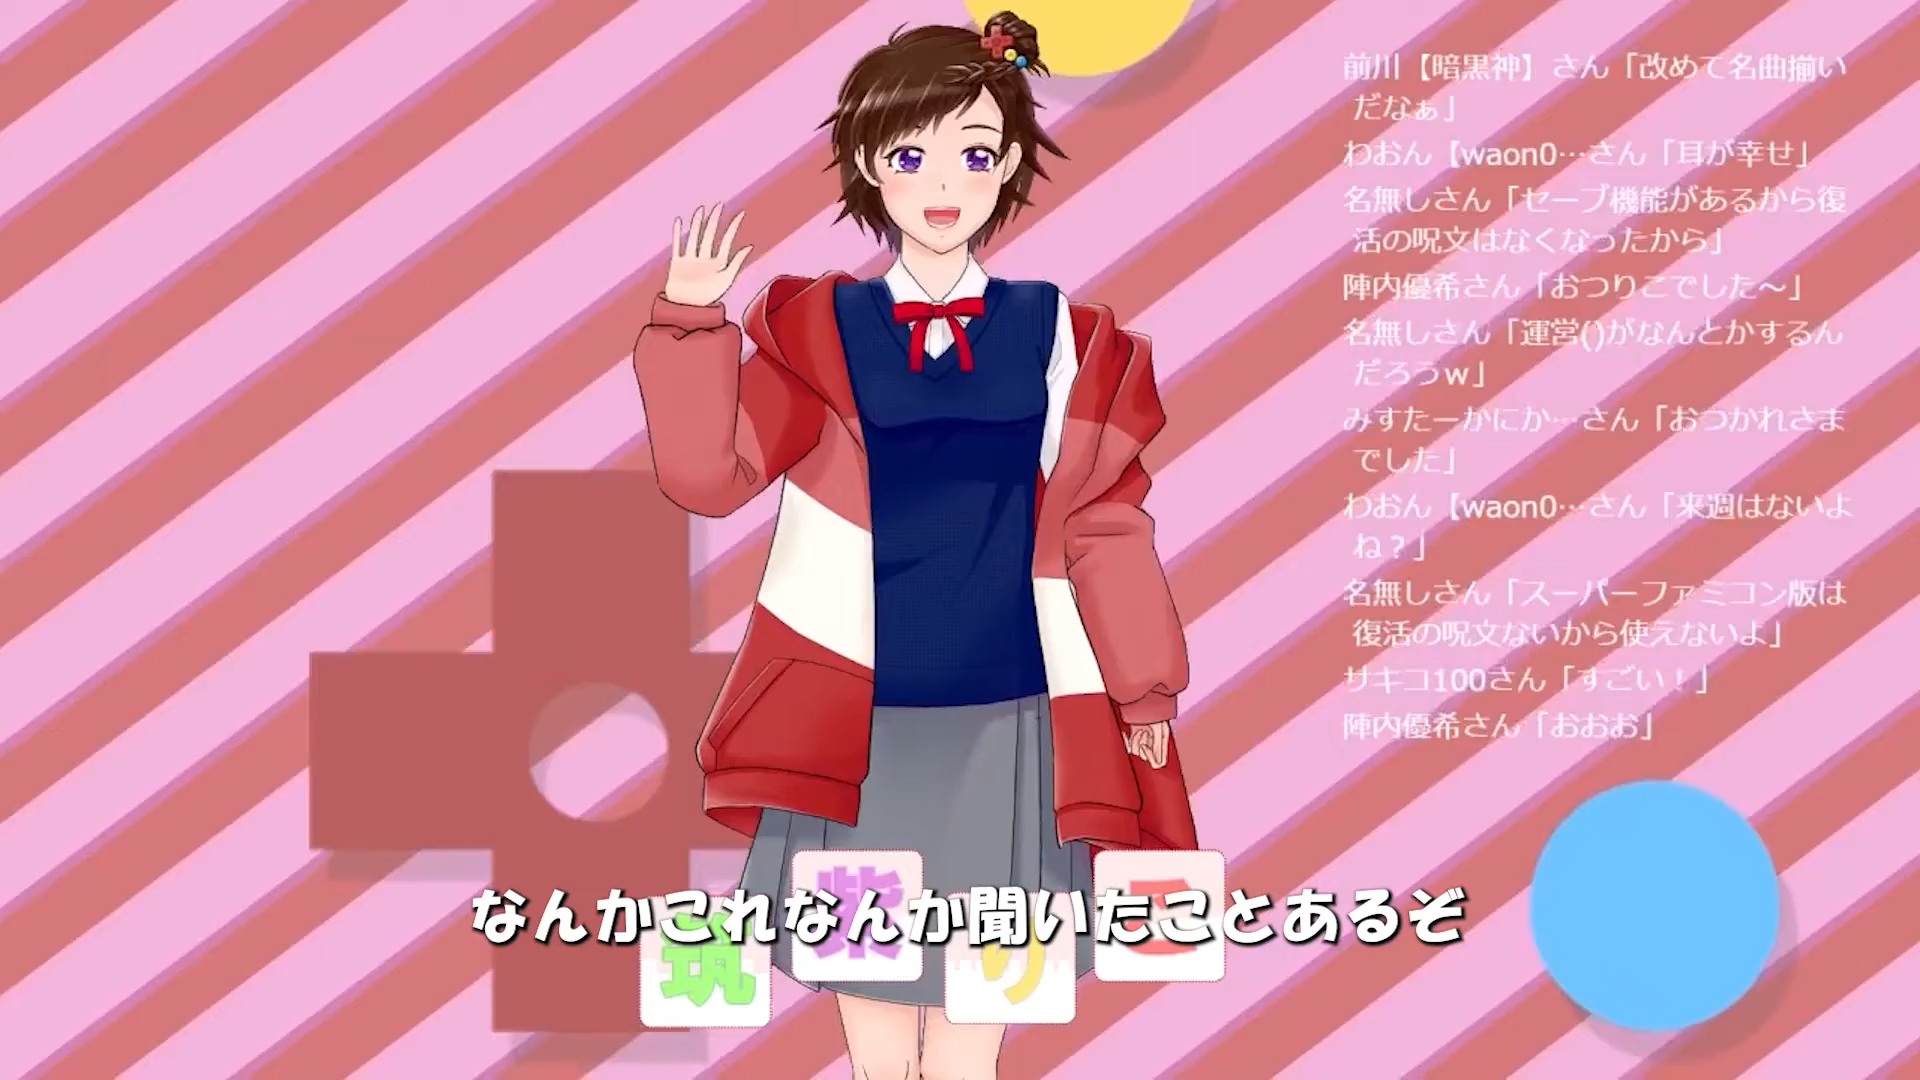 前川【暗黒神】さん「改めて名曲揃い
だなぁ」
わおん【waon0…さん「耳が幸せ」
名無しさん「セーブ機能があるから復
活の呪文はなくなったから」
陣内優希さん「おつりこでした～」
名無しさん「運営()がなんとかするん
だろうｗ」
みすたーかにか…さん「おつかれさま
でした」
わおん【waon0…さん「来週はないよ
ね？」
名無しさん「スーパーファミコン版は
復活の呪文ないから使えないよ」
サキコ100さん「すごい！」
陣内優希さん「おおお」
なんかこれなんか聞いたことあるぞ
筑紫りこ